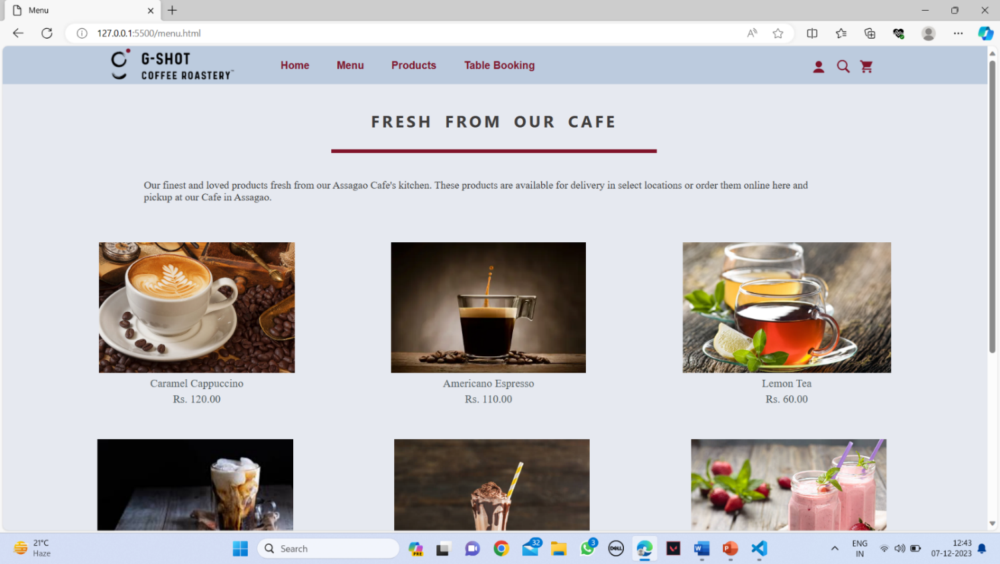 Menu
127.0.0.1:5500/menu.html
G-SHOT
COFFEE ROASTERY™
Home Menu Products Table Booking
FRESH FROM OUR CAFE
Our finest and loved products fresh from our Assagao Cafe's kitchen. These products are available for delivery in select locations or order them online here and
pickup at our Cafe in Assagao.
Caramel Cappuccino
Rs. 120.00
Americano Espresso
Rs. 110.00
Lemon Tea
Rs. 60.00
21°C
Haze
Search
PRE
32
3
DELL
ENG
IN
12:43
07-12-2023